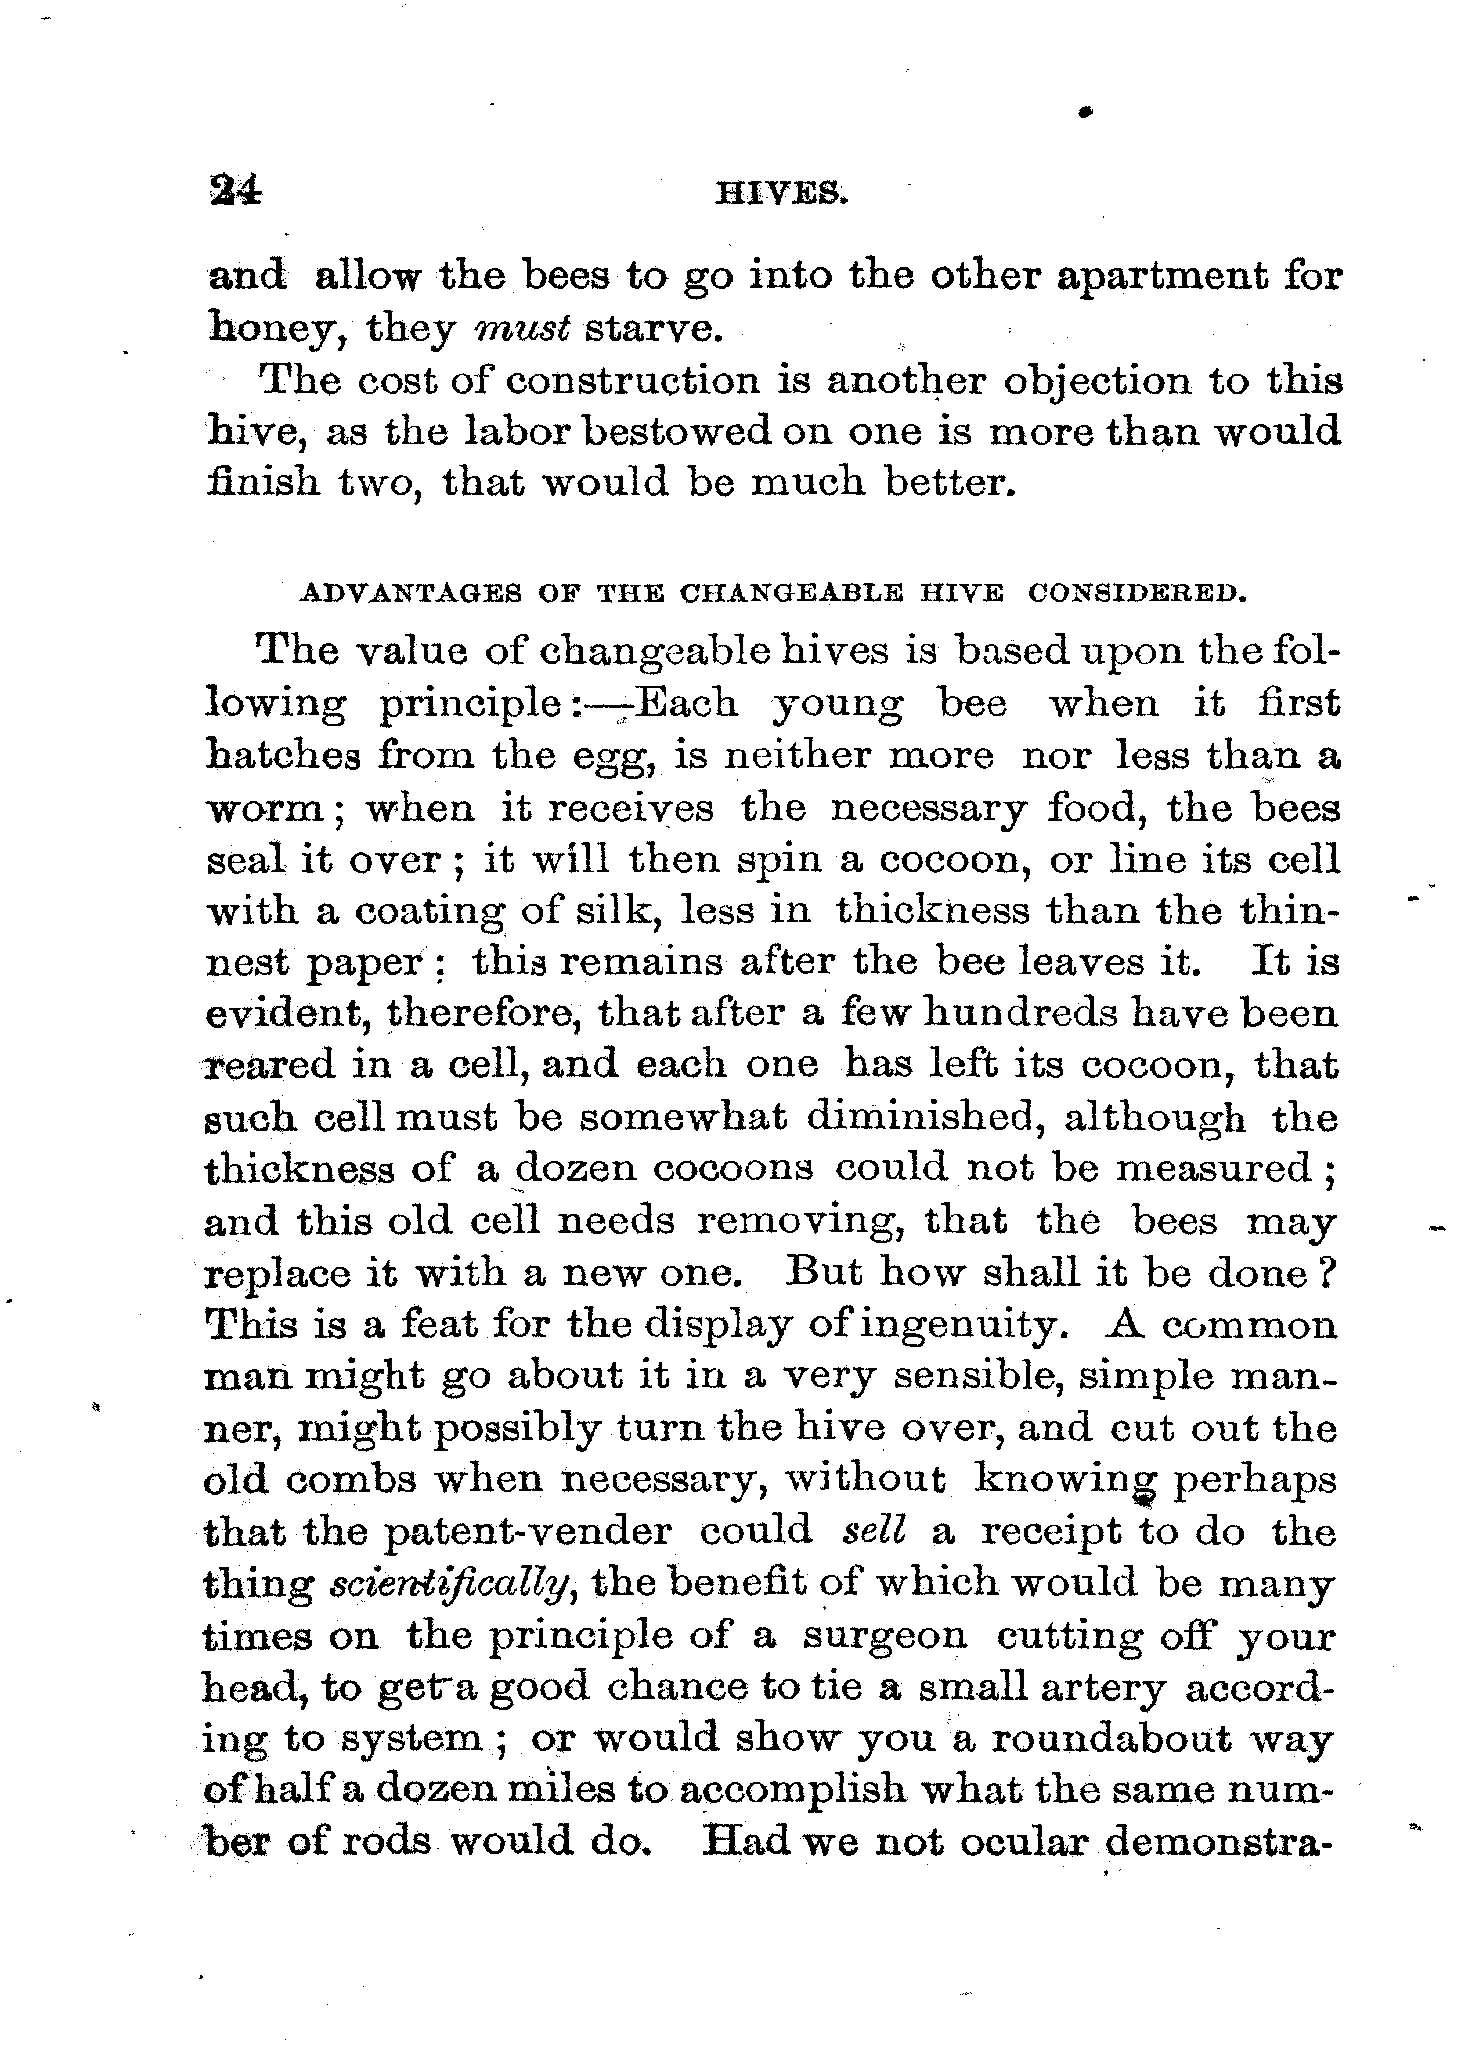 24 HIVES.
and allow the bees to go into the other apartment for
honey, they must starve.
The cost of construction is another objection to this
hive, as the labor bestowed on one is more than would
finish two, that would be much better.
ADVANTAGES OF THE CHANGEABLE HIVE CONSIDERED.
The value of changeable hives is based upon the fol-
lowing principle:—Each young bee when it first
hatches from the egg, is neither more nor less than a
worm; when it receives the necessary food, the bees
seal it over; it will then spin a cocoon, or line its cell
with a coating of silk, less in thickness than the thin-
nest paper: this remains after the bee leaves it. It is
evident, therefore, that after a few hundreds have been
reared in a cell, and each one has left its cocoon, that
such cell must be somewhat diminished, although the
thickness of a dozen cocoons could not be measured;
and this old cell needs removing, that the bees may
replace it with a new one. But how shall it be done?
This is a feat for the display of ingenuity. A common
man might go about it in a very sensible, simple man-
ner, might possibly turn the hive over, and cut out the
old combs when necessary, without knowing perhaps
that the patent-vender could sell a receipt to do the
thing scientifically, the benefit of which would be many
times on the principle of a surgeon cutting off your
head, to get a good chance to tie a small artery accord-
ing to system; or would show you a roundabout way
of half a dozen miles to accomplish what the same num-
ber of rods would do. Had we not ocular demonstra-